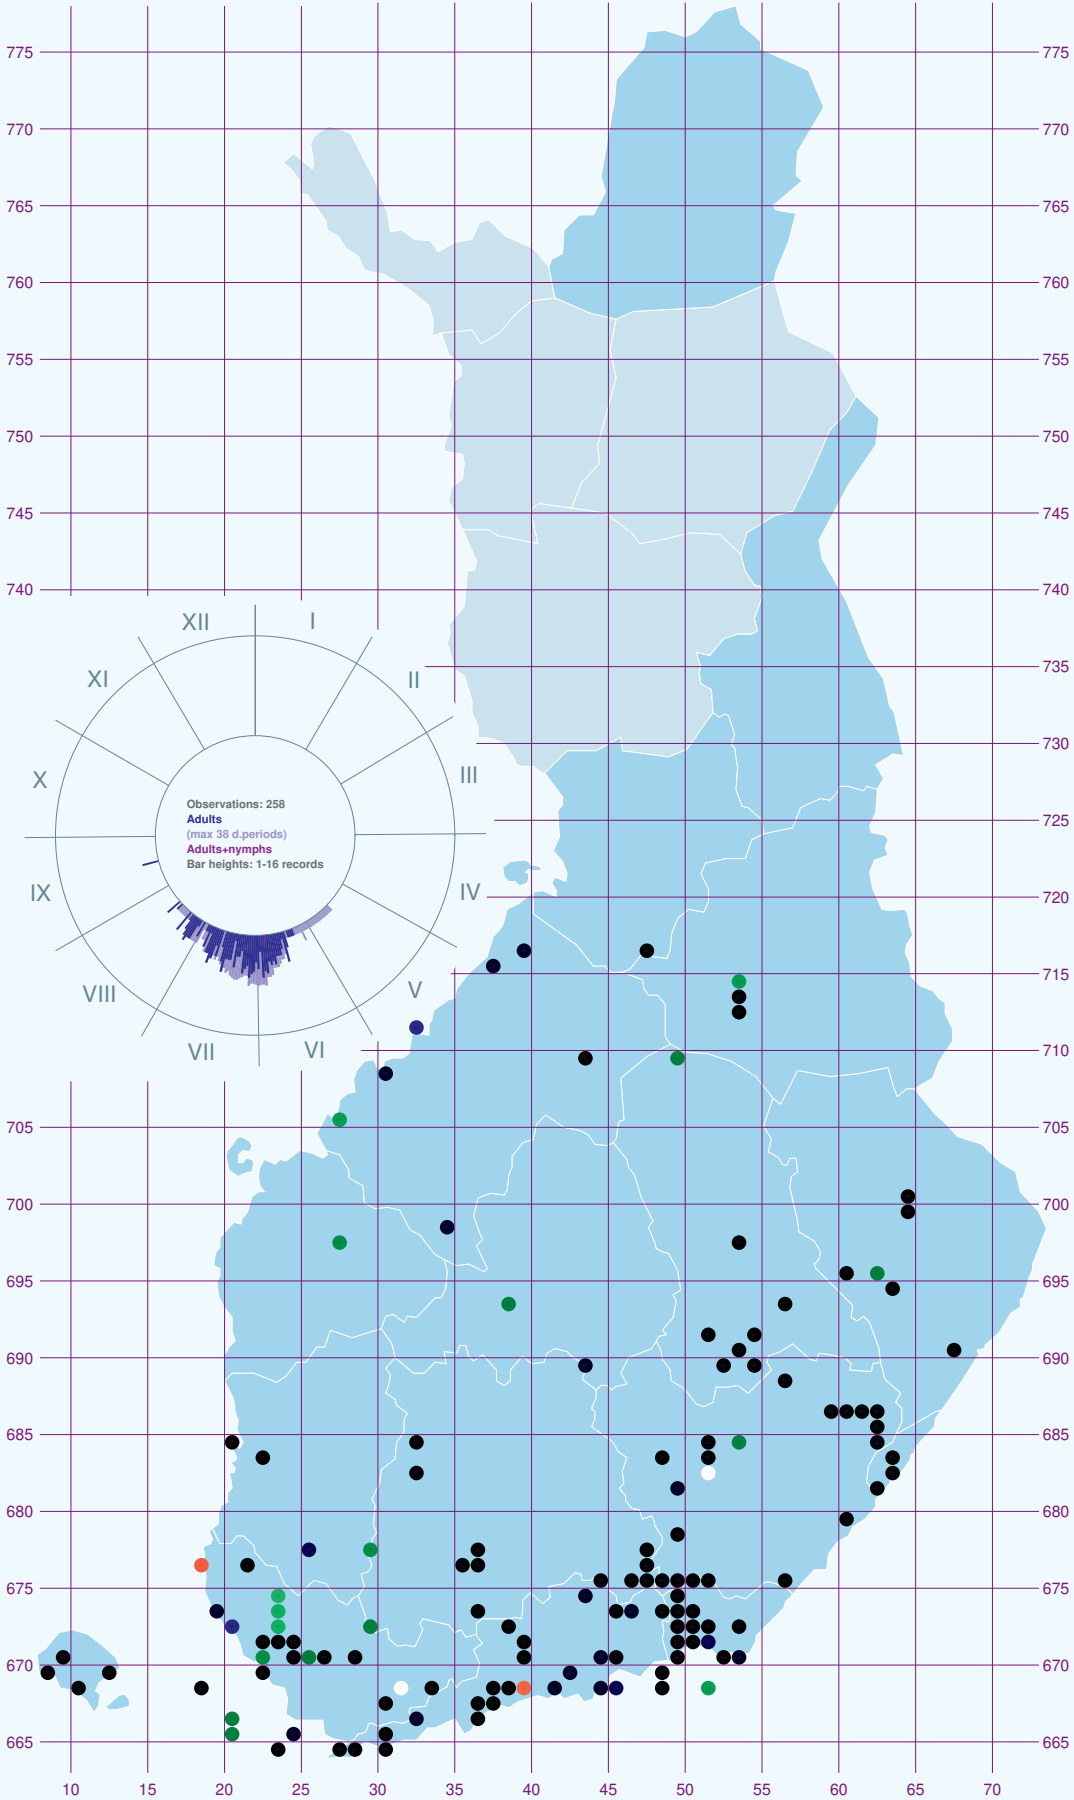 775 775
770 770
765 765
760 760
755 755
750 750
745 745
740 740
XII I
735
XI II
730
X III
Observations: 258
Adults
725
(max 38 d.periods)
Adults+nymphs
Bar heights: 1-16 records
IX IV
720
VIII V
715
VII VI
710
705 705
700 700
695 695
690 690
685 685
680 680
675 675
670 670
665 665
10 15 20 25 30 35 40 45 50 55 60 65 70